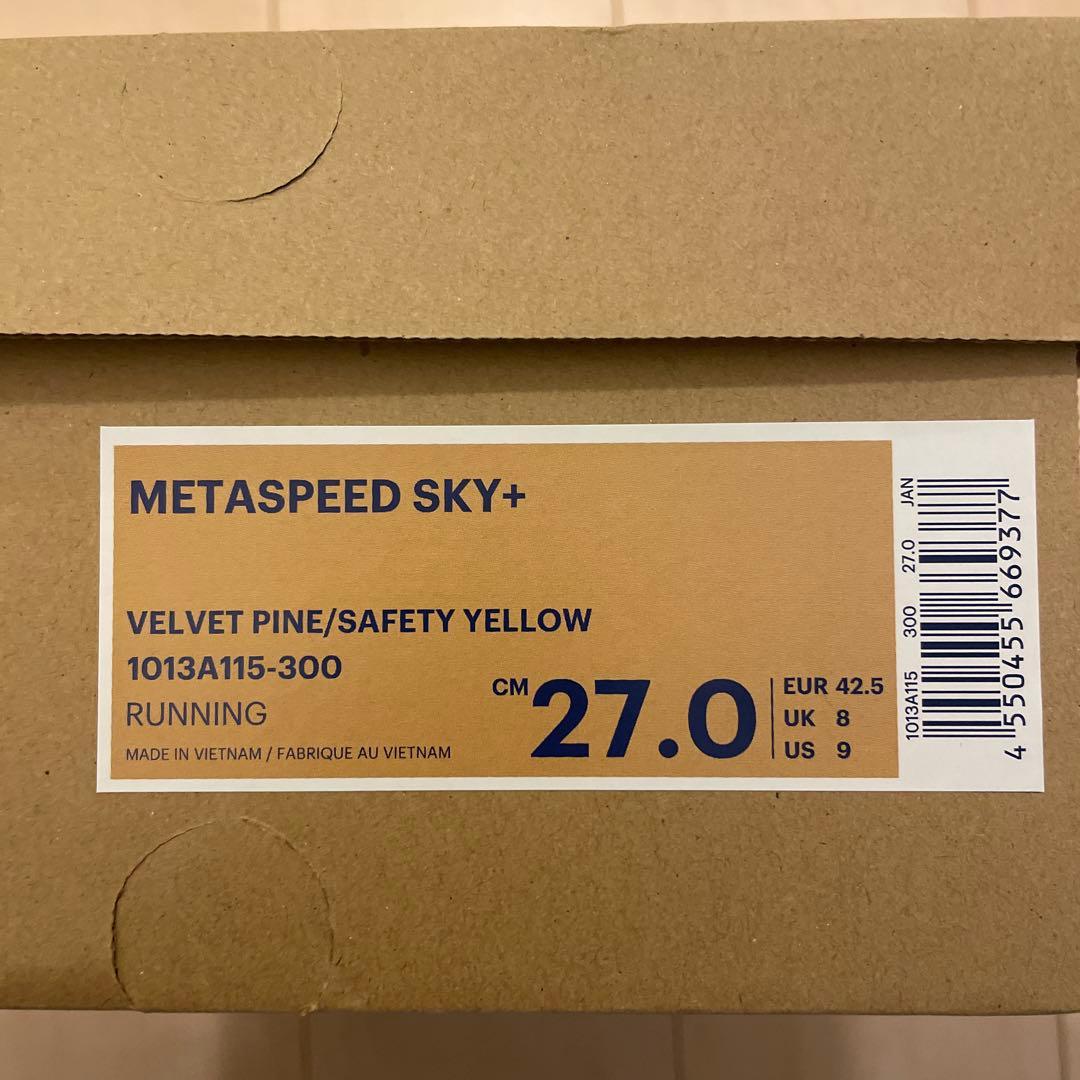 METASPEED SKY+
VELVET PINE/SAFETY YELLOW
1013A115-300
RUNNING
MADE IN VIETNAM / FABRIQUE AU VIETNAM
CM 27.0
EUR 42.5
UK 8
US 9
1013A115 300 27.0 JAN
4 550455 669377